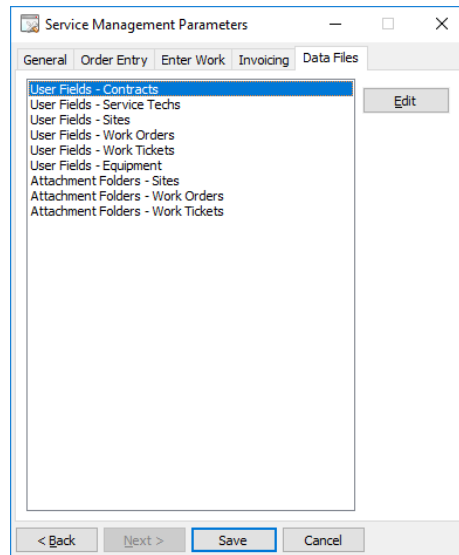 Service Management Parameters
General Order Entry Enter Work Invoicing Data Files
User Fields - Contracts
User Fields - Service Techs
User Fields - Sites
User Fields - Work Orders
User Fields - Work Tickets
User Fields - Equipment
Attachment Folders - Sites
Attachment Folders - Work Orders
Attachment Folders - Work Tickets
Edit
< Back Next > Save Cancel